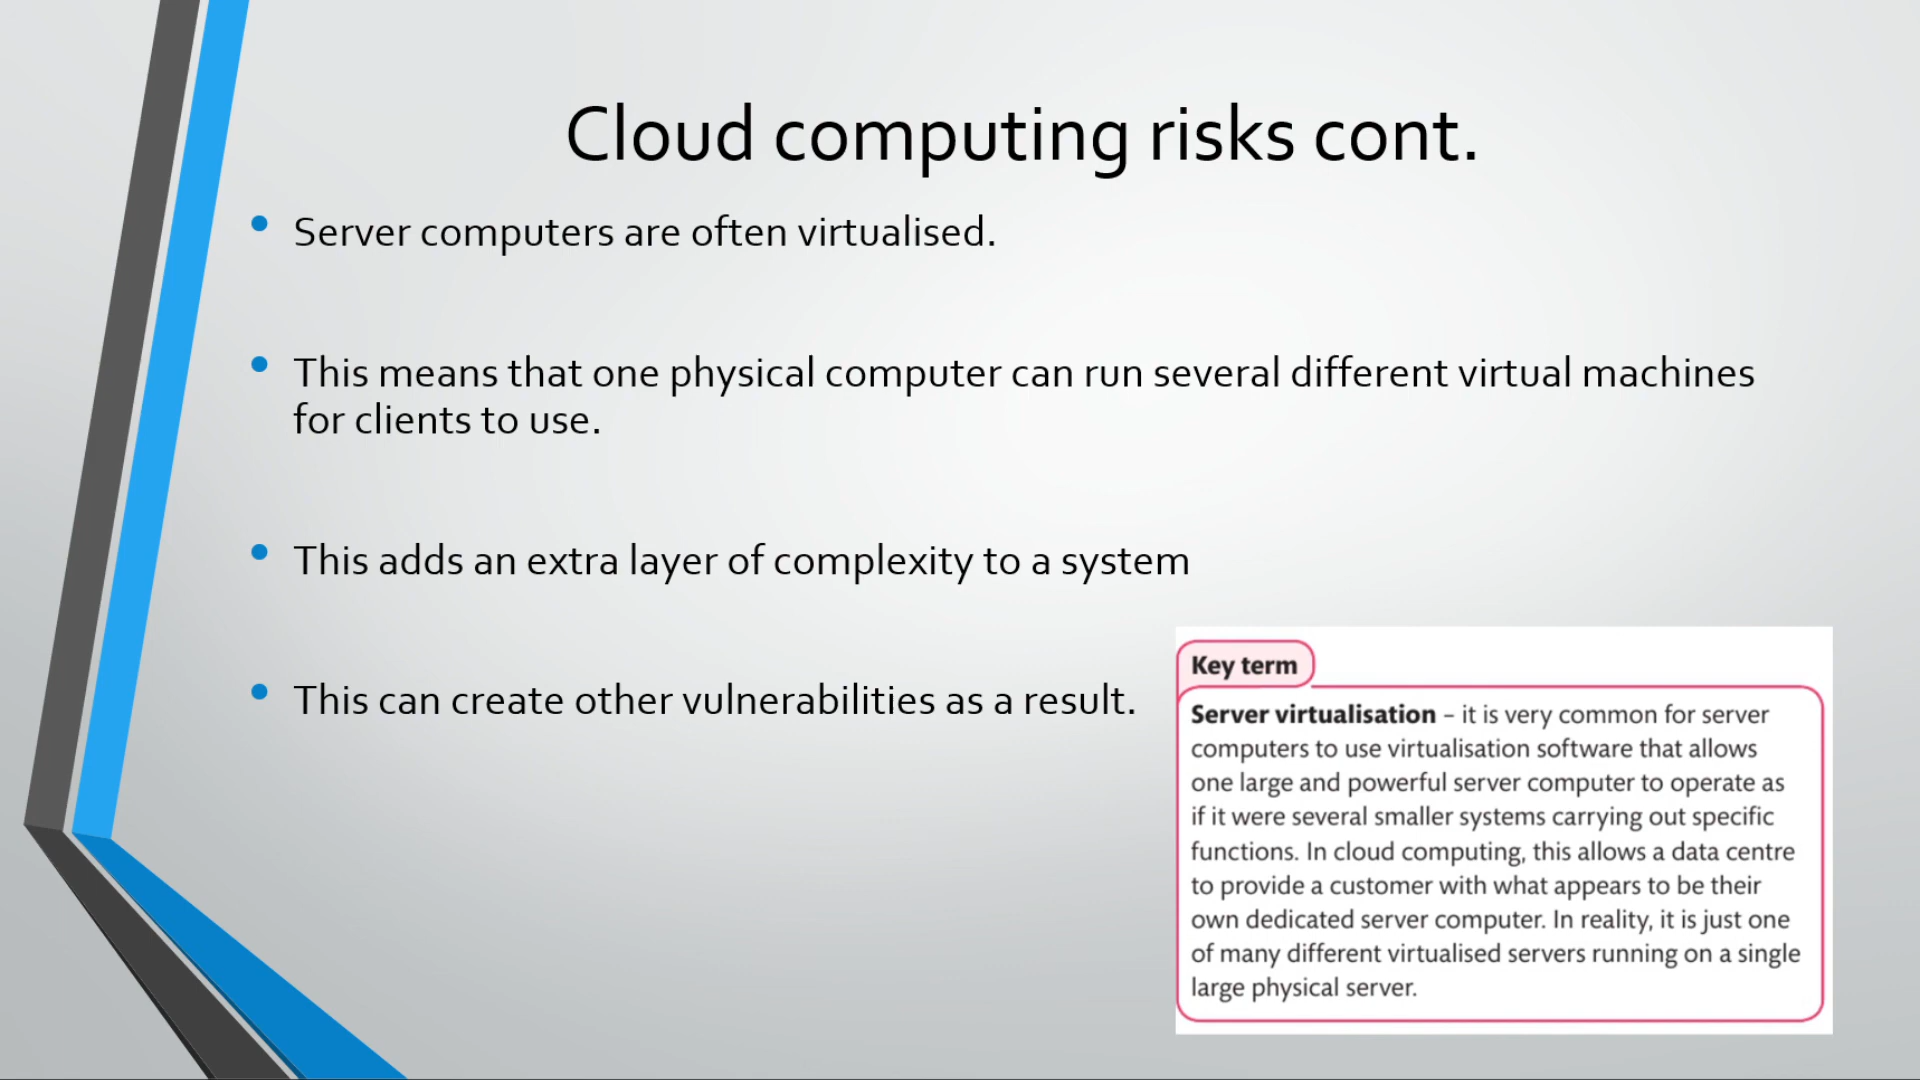 Cloud computing risks cont.
• Server computers are often virtualised.
• This means that one physical computer can run several different virtual machines
for clients to use.
• This adds an extra layer of complexity to a system
• This can create other vulnerabilities as a result.
Key term
Server virtualisation – it is very common for server
computers to use virtualisation software that allows
one large and powerful server computer to operate as
if it were several smaller systems carrying out specific
functions. In cloud computing, this allows a data centre
to provide a customer with what appears to be their
own dedicated server computer. In reality, it is just one
of many different virtualised servers running on a single
large physical server.